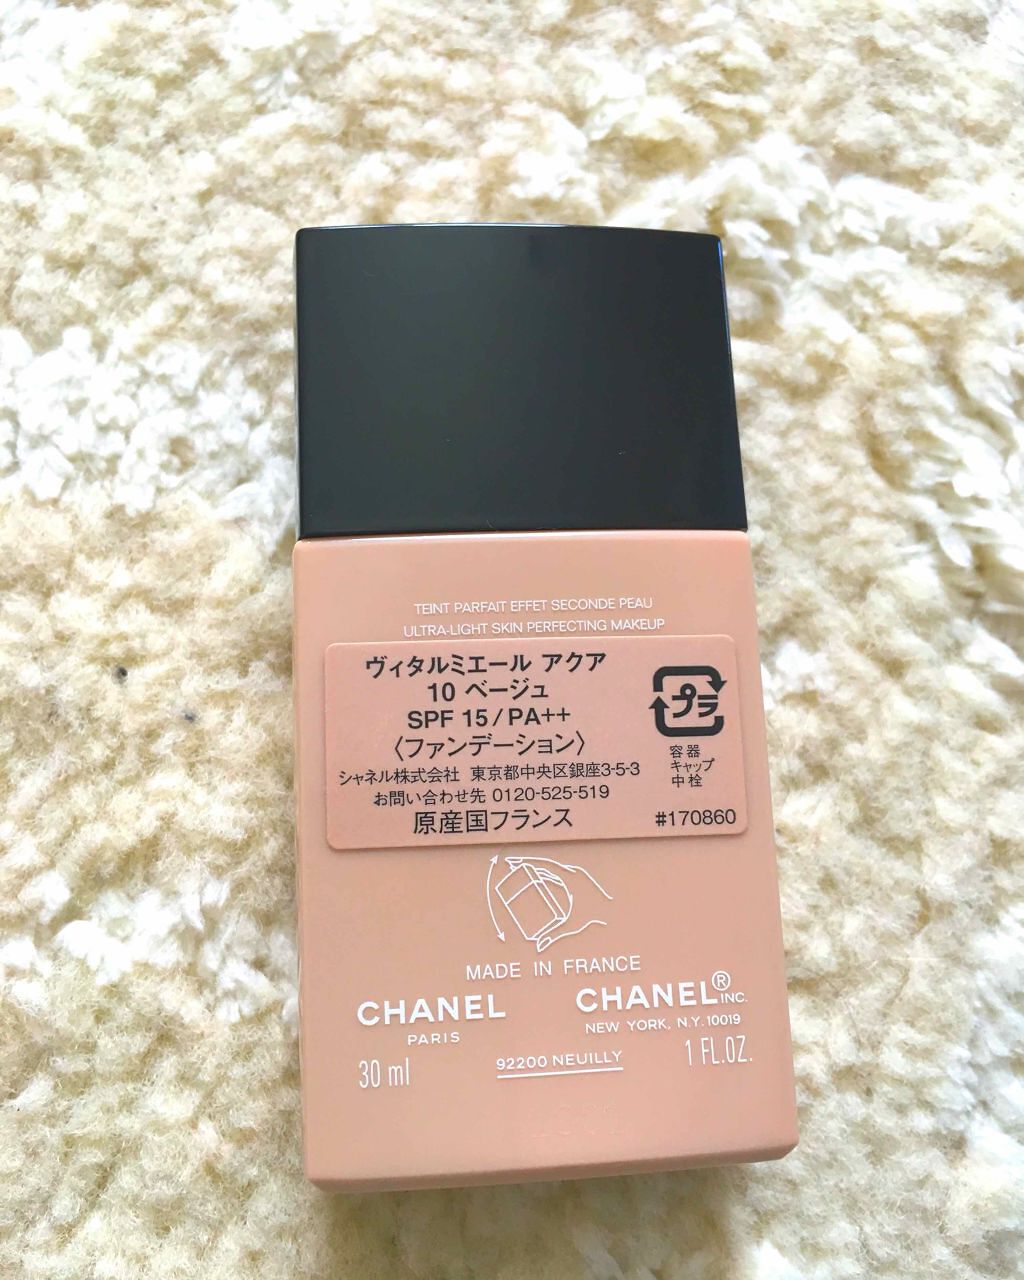 TEINT PARFAIT EFFET SECONDE PEAU
ULTRA-LIGHT SKIN PERFECTING MAKEUP
ヴィタルミエール アクア
10 ベージュ
SPF 15/PA++
〈ファンデーション〉
シャネル株式会社 東京都中央区銀座3-5-3
お問い合わせ先 0120-525-519
原産国フランス
プラ
容器
キャップ
中栓
#170860
MADE IN FRANCE
CHANEL
PARIS
30 ml
CHANEL® INC.
NEW YORK, N.Y. 10019
92200 NEUILLY
1 FL.OZ.